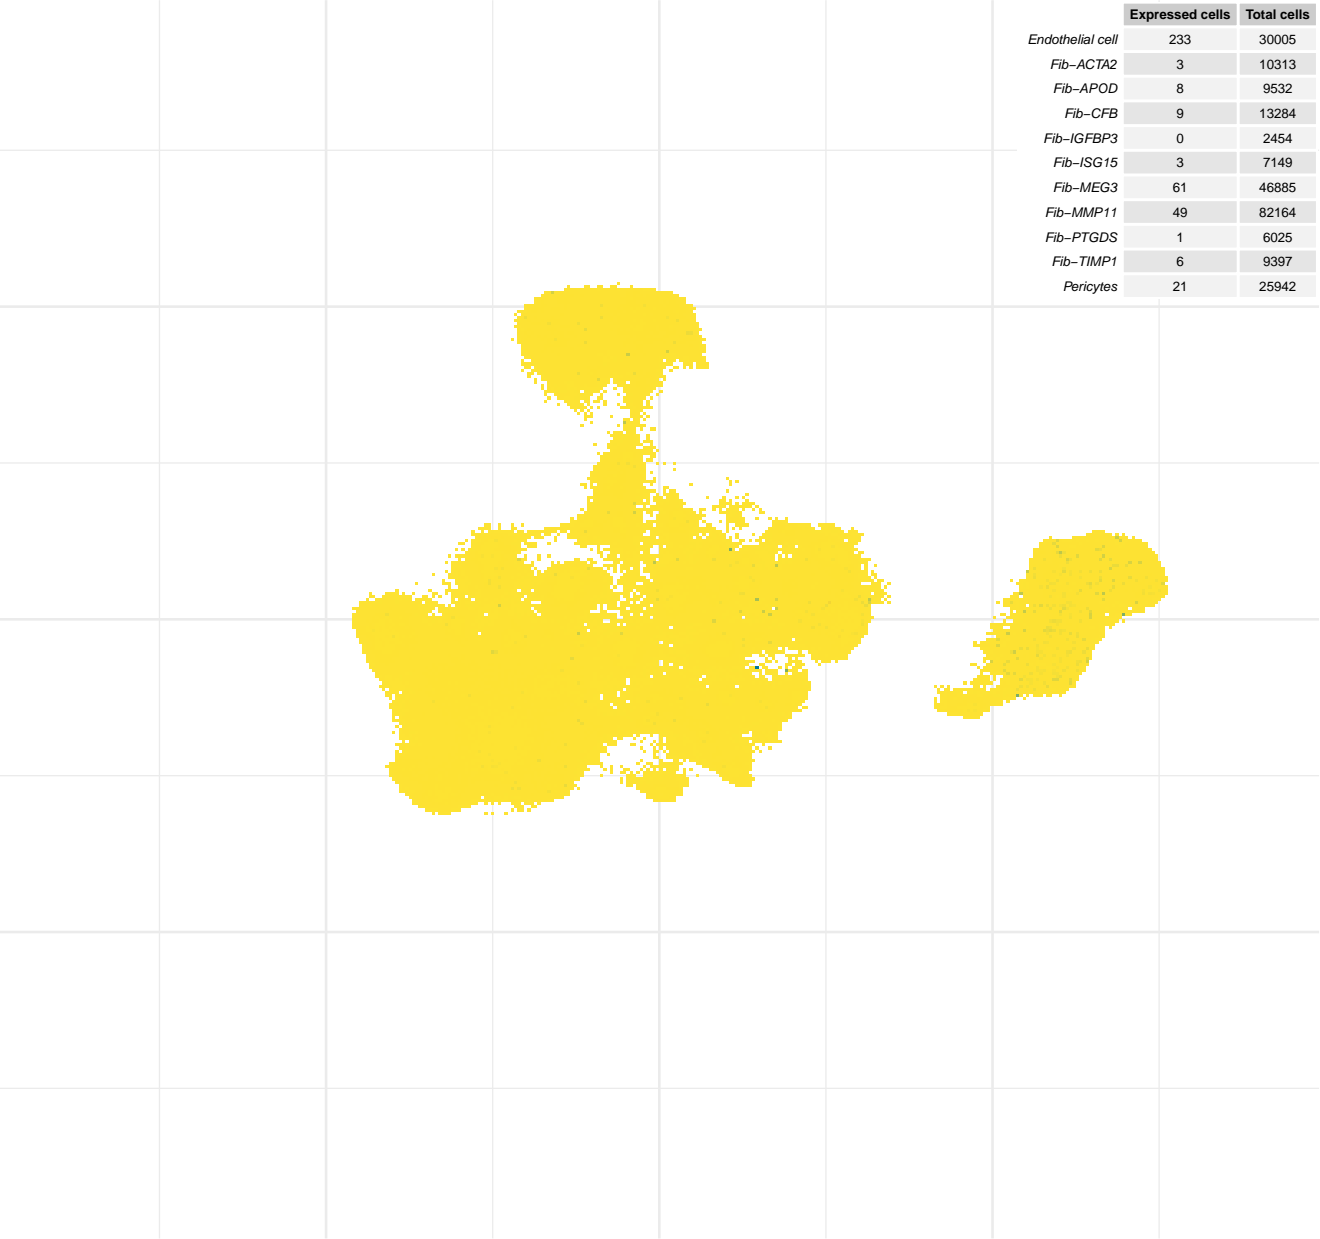 Expressed cells Total cells
Endothelial cell 233 30005
Fib−ACTA2 3 10313
Fib−APOD 8 9532
Fib−CFB 9 13284
Fib−IGFBP3 0 2454
Fib−ISG15 3 7149
Fib−MEG3 61 46885
Fib−MMP11 49 82164
Fib−PTGDS 1 6025
Fib−TIMP1 6 9397
Pericytes 21 25942